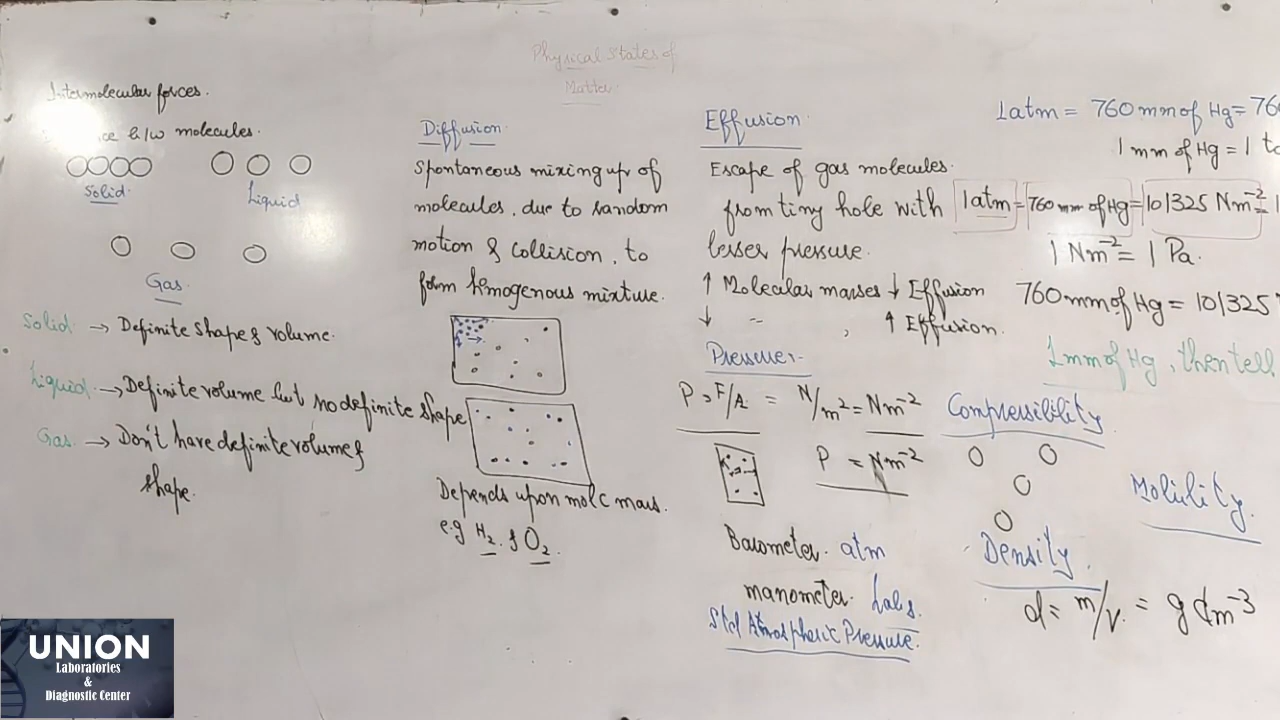 Physical States of
Matter
Intermolecular forces.
b/w molecules.
Solid.
Liquid
Gas.
Solid → Definite shape & volume.
Liquid → Definite volume but no definite shape
Gas → Don't have definite volume &
shape.
Diffusion
Spontaneous mixing up of
molecules, due to random
motion & collision, to
form homogenous mixture.
Depends upon molc mass.
e.g H₂ & O₂.
Effusion
Escape of gas molecules.
from tiny hole with
lesser pressure.
↑ Molecular masses ↓ Effusion
↓ " , ↑ Effusion.
Pressure.
P = F/A = N/m² = Nm⁻²
P = Nm⁻²
Barometer. atm
manometer. Labs.
Std Atmospheric Pressure.
1atm = 760 mm of Hg = 76
1 mm of Hg = 1 to
1atm = 760 mm of Hg = 101325 Nm⁻² = 1
1 Nm⁻² = 1 Pa.
760 mm of Hg = 101325
1mm of Hg, then tell
Compressibility
Mobility.
Density.
d = m/v. = g dm⁻³
UNION
Laboratories
&
Diagnostic Center